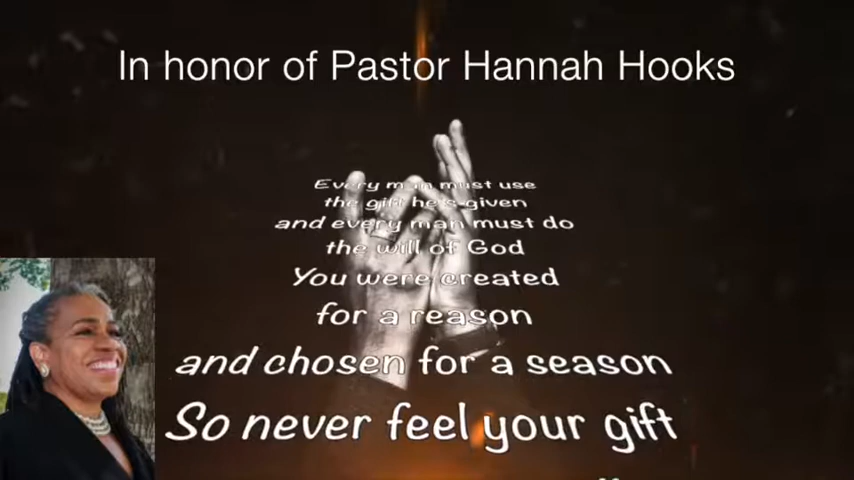 In honor of Pastor Hannah Hooks
Every man must use
the gift he's given
and every man must do
the will of God
You were created
for a reason
and chosen for a season
So never feel your gift